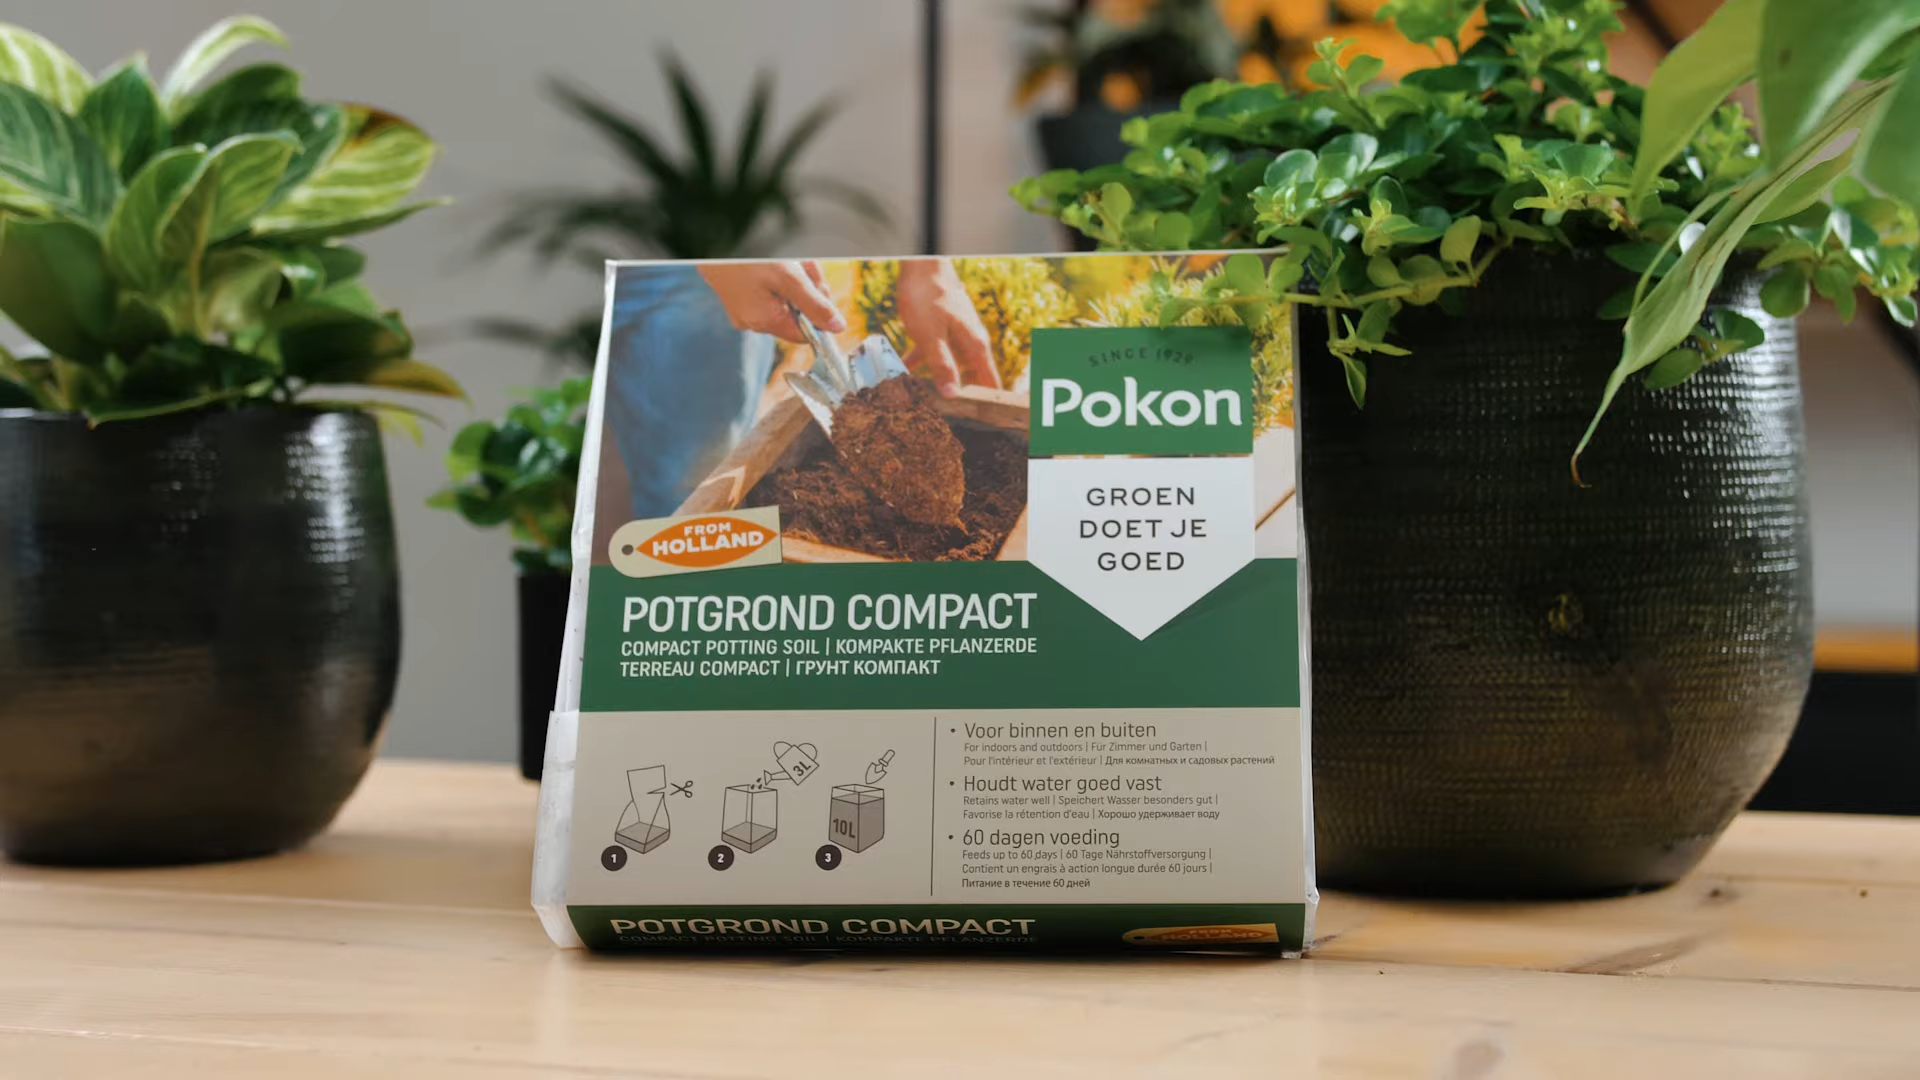 SINCE 1929
Pokon
GROEN
DOET JE
GOED
FROM
HOLLAND
POTGROND COMPACT
COMPACT POTTING SOIL | KOMPAKTE PFLANZERDE
TERREAU COMPACT | ГРУНТ КОМПАКТ
3L
10L
1
2
3
• Voor binnen en buiten
For indoors and outdoors | Für Zimmer und Garten |
Pour l'intérieur et l'extérieur | Для комнатных и садовых растений
• Houdt water goed vast
Retains water well | Speichert Wasser besonders gut |
Favorise la rétention d'eau | Хорошо удерживает воду
• 60 dagen voeding
Feeds up to 60 days | 60 Tage Nährstoffversorgung |
Contient un engrais à action longue durée 60 jours |
Питание в течение 60 дней
POTGROND COMPACT
COMPACT POTTING SOIL | KOMPAKTE PFLANZERDE
FROM
HOLLAND